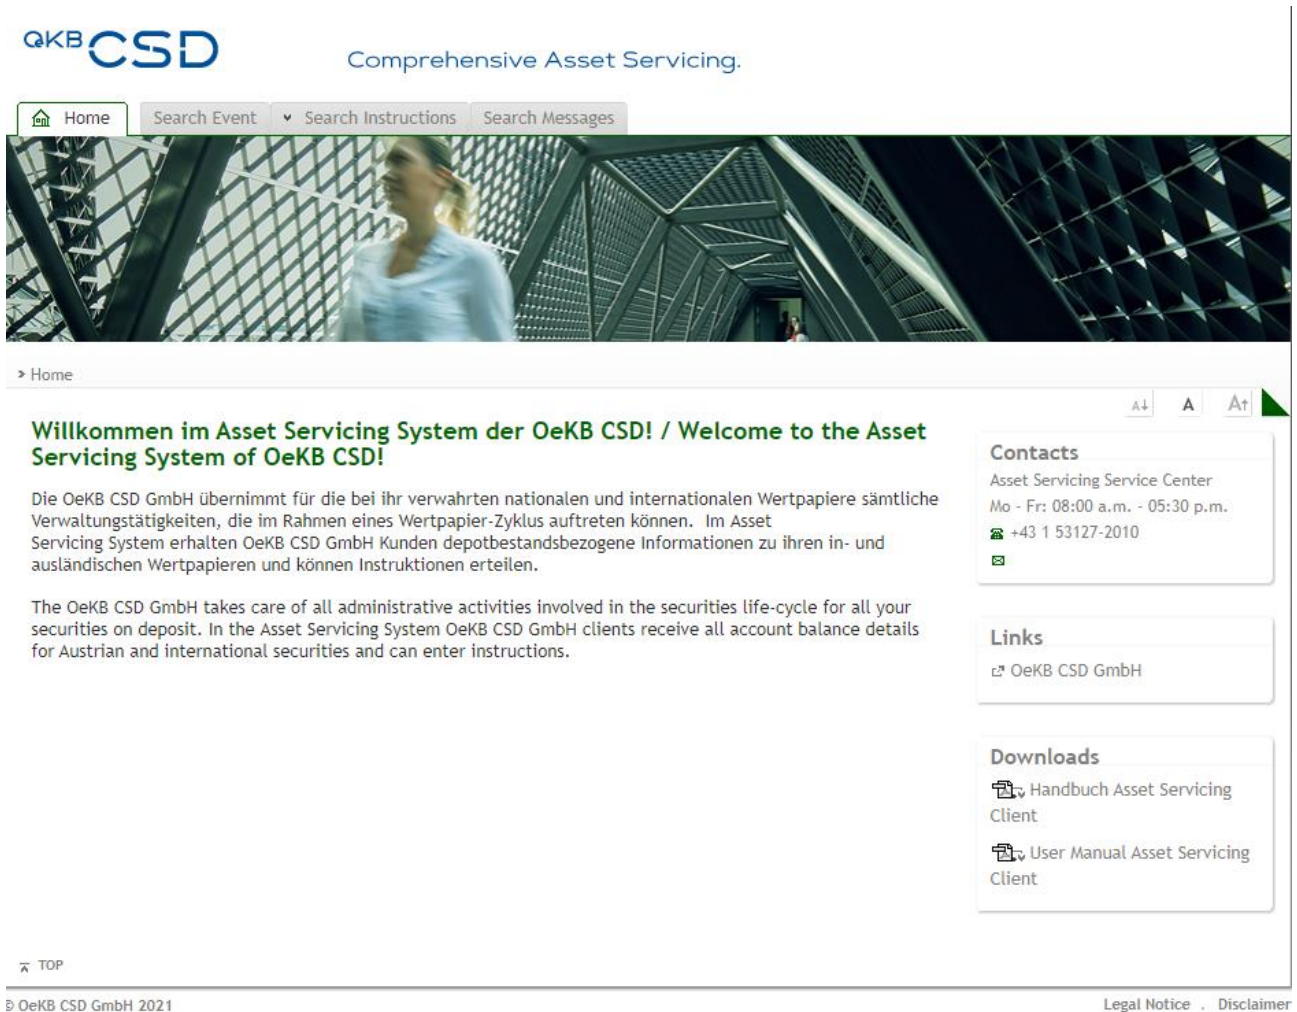 OeKB CSD
Comprehensive Asset Servicing.
Home
Search Event
Search Instructions
Search Messages
> Home
A↓ A A↑
Willkommen im Asset Servicing System der OeKB CSD! / Welcome to the Asset
Servicing System of OeKB CSD!
Die OeKB CSD GmbH übernimmt für die bei ihr verwahrten nationalen und internationalen Wertpapiere sämtliche
Verwaltungstätigkeiten, die im Rahmen eines Wertpapier-Zyklus auftreten können. Im Asset
Servicing System erhalten OeKB CSD GmbH Kunden depotbestandsbezogene Informationen zu ihren in- und
ausländischen Wertpapieren und können Instruktionen erteilen.
The OeKB CSD GmbH takes care of all administrative activities involved in the securities life-cycle for all your
securities on deposit. In the Asset Servicing System OeKB CSD GmbH clients receive all account balance details
for Austrian and international securities and can enter instructions.
Contacts
Asset Servicing Service Center
Mo - Fr: 08:00 a.m. - 05:30 p.m.
+43 1 53127-2010
Links
OeKB CSD GmbH
Downloads
Handbuch Asset Servicing
Client
User Manual Asset Servicing
Client
TOP
© OeKB CSD GmbH 2021
Legal Notice . Disclaimer